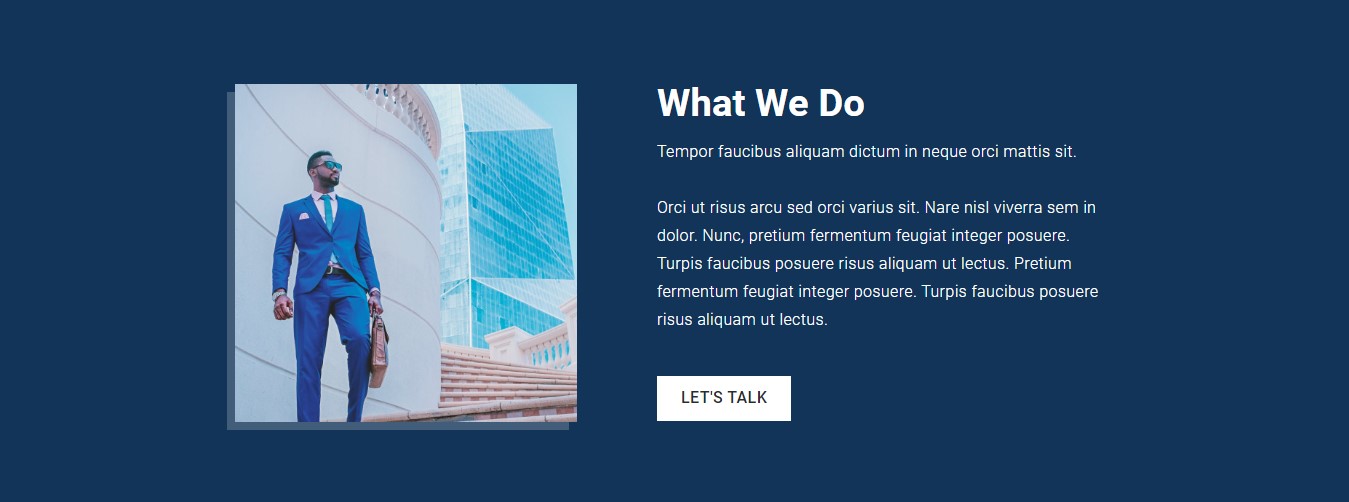 What We Do
Tempor faucibus aliquam dictum in neque orci mattis sit.
Orci ut risus arcu sed orci varius sit. Nare nisl viverra sem in
dolor. Nunc, pretium fermentum feugiat integer posuere.
Turpis faucibus posuere risus aliquam ut lectus. Pretium
fermentum feugiat integer posuere. Turpis faucibus posuere
risus aliquam ut lectus.
LET'S TALK